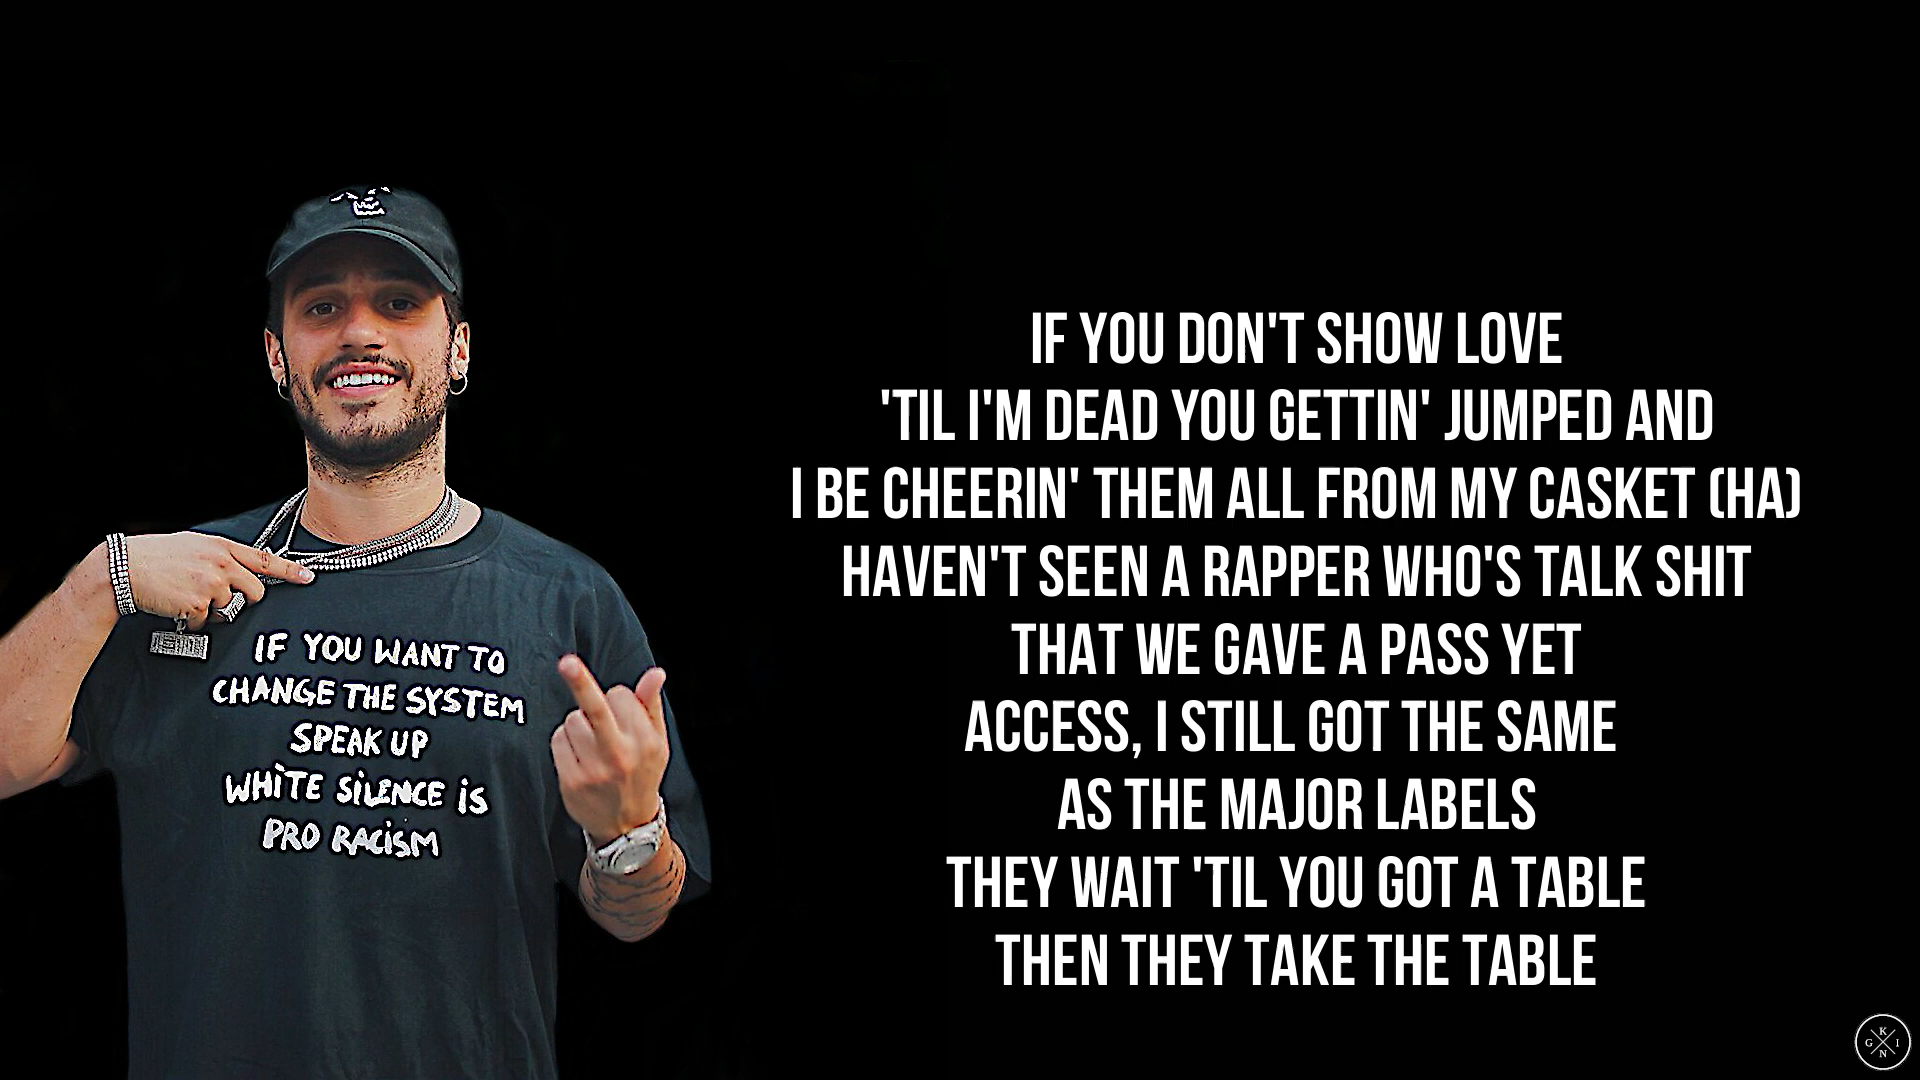 IF YOU DON'T SHOW LOVE
'TIL I'M DEAD YOU GETTIN' JUMPED AND
I BE CHEERIN' THEM ALL FROM MY CASKET (HA)
HAVEN'T SEEN A RAPPER WHO'S TALK SHIT
THAT WE GAVE A PASS YET
ACCESS, I STILL GOT THE SAME
AS THE MAJOR LABELS
THEY WAIT 'TIL YOU GOT A TABLE
THEN THEY TAKE THE TABLE
IF YOU WANT TO
CHANGE THE SYSTEM
SPEAK UP
WHiTE SiLENCE iS
PRO RACiSM
K
G I
N